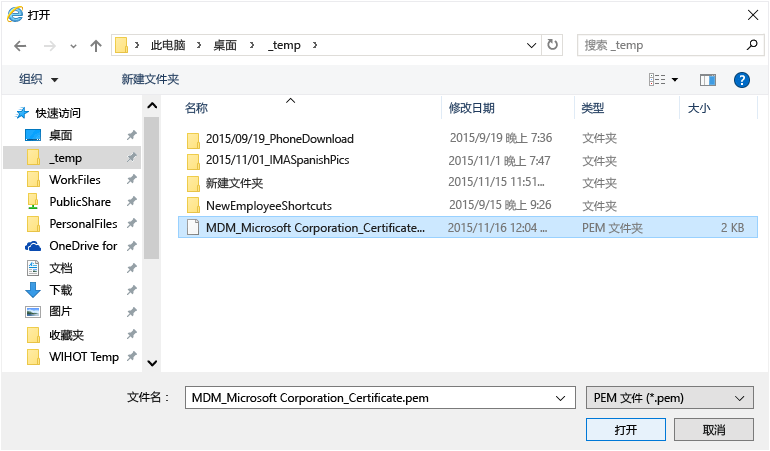 打开
此电脑 › 桌面 › _temp ›
搜索 _temp
组织
新建文件夹
快速访问
桌面
_temp
WorkFiles
PublicShare
PersonalFiles
OneDrive for
文档
下载
图片
收藏夹
WIHOT Temp
名称 修改日期 类型 大小
2015/09/19_PhoneDownload 2015/9/19 晚上 7:36 文件夹
2015/11/01_IMASpanishPics 2015/11/1 晚上 7:47 文件夹
新建文件夹 2015/11/15 11:51... 文件夹
NewEmployeeShortcuts 2015/9/15 晚上 9:26 文件夹
MDM_Microsoft Corporation_Certificate... 2015/11/16 12:04 ... PEM 文件夹 2 KB
文件名：
MDM_Microsoft Corporation_Certificate.pem
PEM 文件 (*.pem)
打开
取消